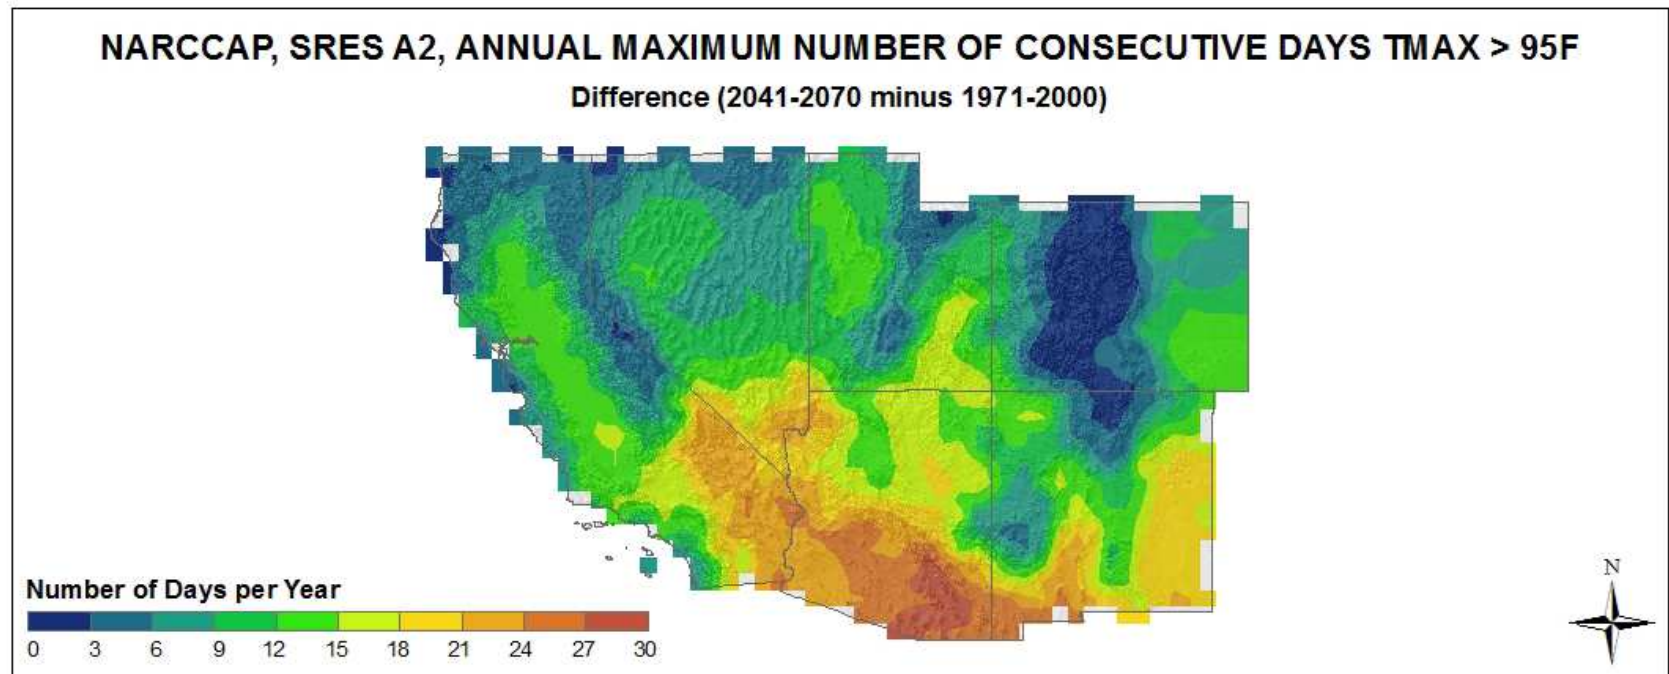 NARCCAP, SRES A2, ANNUAL MAXIMUM NUMBER OF CONSECUTIVE DAYS TMAX > 95F
Difference (2041-2070 minus 1971-2000)
N
Number of Days per Year
0 3 6 9 12 15 18 21 24 27 30